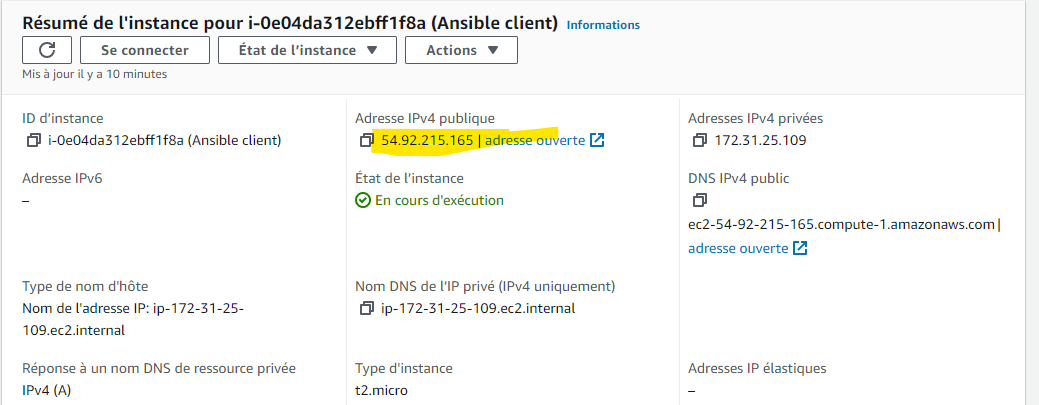 Résumé de l'instance pour i-0e04da312ebff1f8a (Ansible client) Informations
Se connecter
État de l’instance ▼
Actions ▼
Mis à jour il y a 10 minutes
ID d’instance
i-0e04da312ebff1f8a (Ansible client)
Adresse IPv4 publique
54.92.215.165 | adresse ouverte
Adresses IPv4 privées
172.31.25.109
Adresse IPv6
–
État de l’instance
En cours d'exécution
DNS IPv4 public
ec2-54-92-215-165.compute-1.amazonaws.com |
adresse ouverte
Type de nom d'hôte
Nom de l'adresse IP: ip-172-31-25-
109.ec2.internal
Nom DNS de l’IP privé (IPv4 uniquement)
ip-172-31-25-109.ec2.internal
Réponse à un nom DNS de ressource privée
IPv4 (A)
Type d'instance
t2.micro
Adresses IP élastiques
–